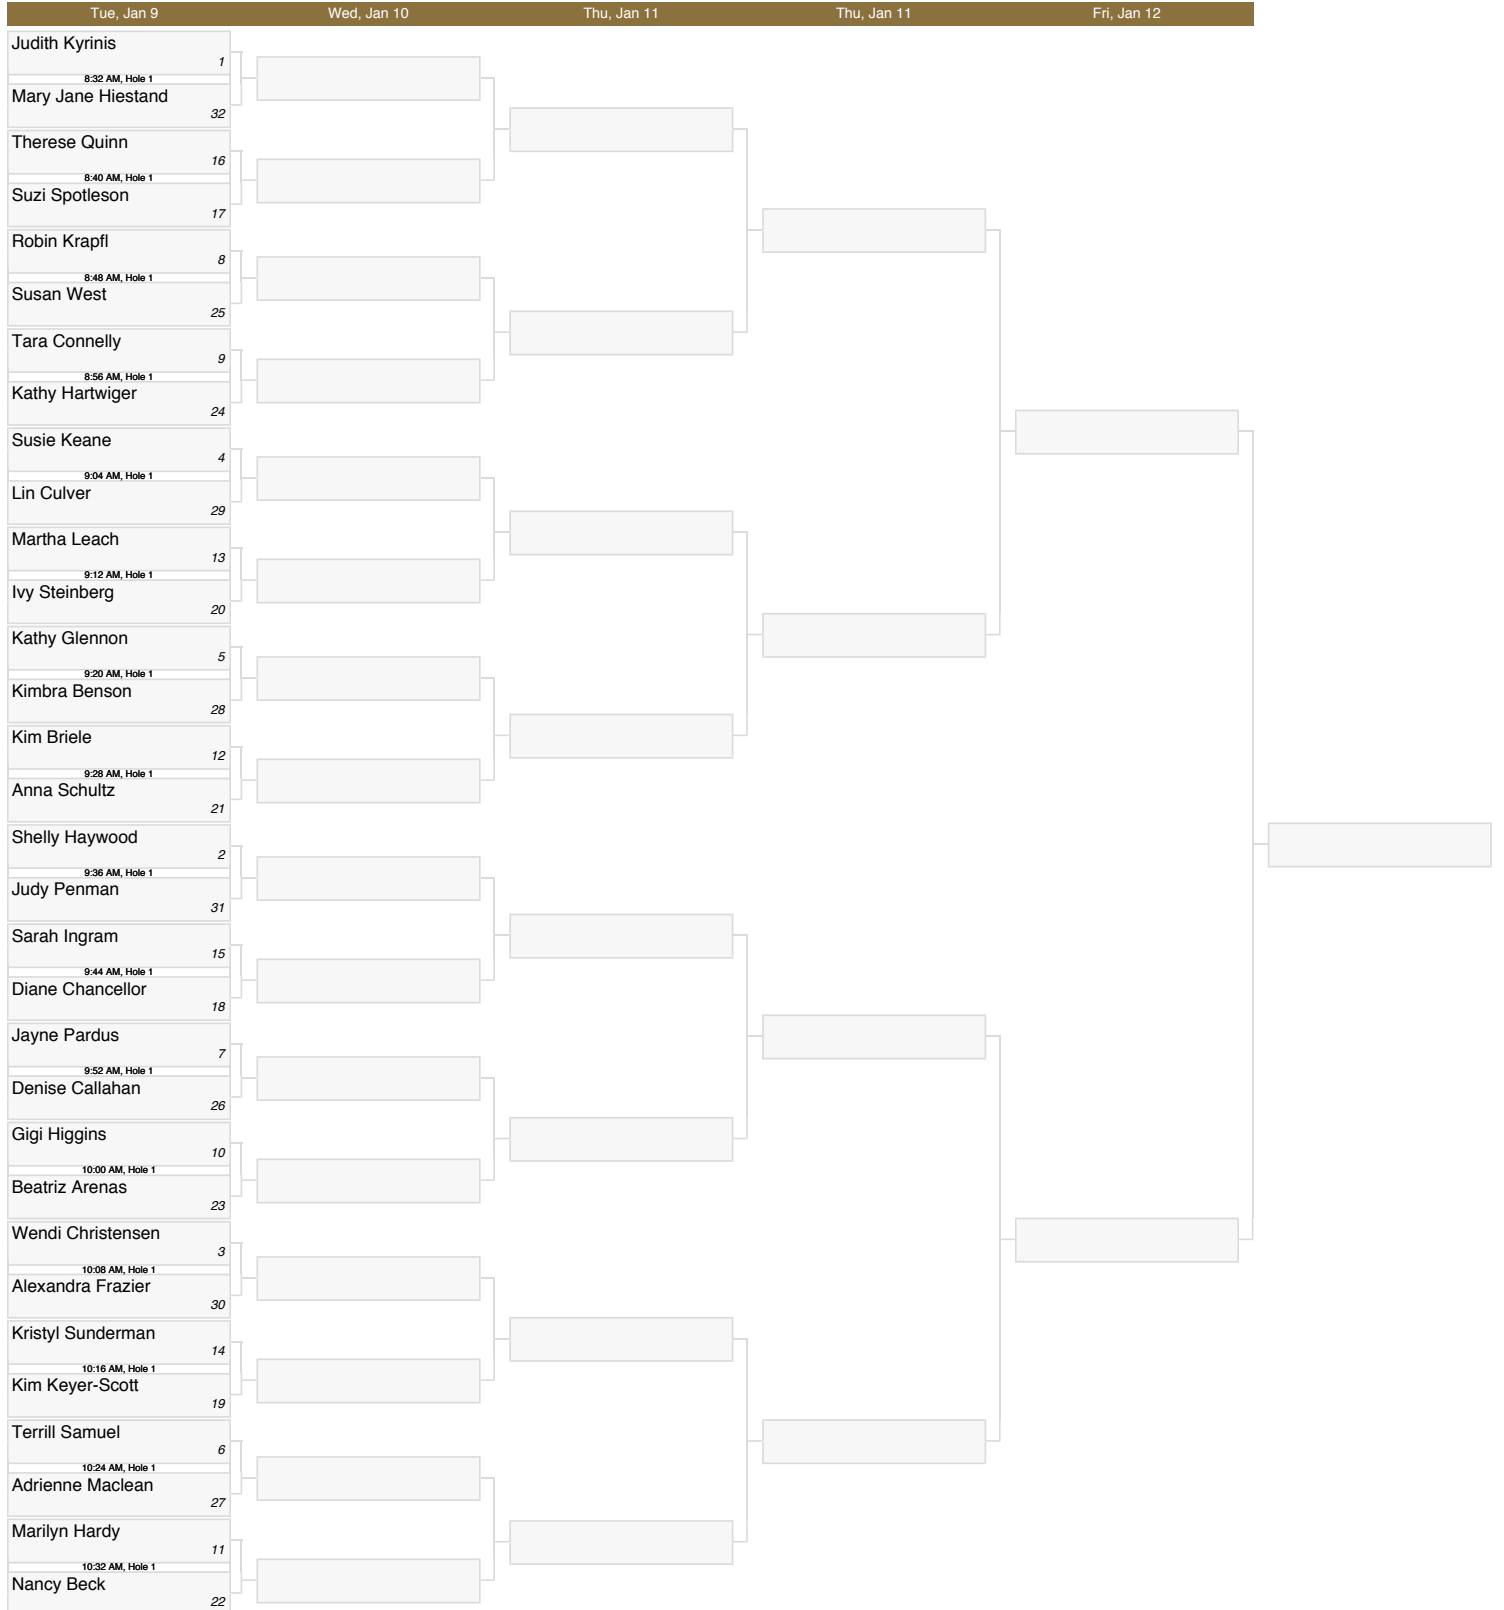 Tue, Jan 9
Wed, Jan 10
Thu, Jan 11
Thu, Jan 11
Fri, Jan 12
Judith Kyrinis
1
8:32 AM, Hole 1
Mary Jane Hiestand
32
Therese Quinn
16
8:40 AM, Hole 1
Suzi Spotleson
17
Robin Krapfl
8
8:48 AM, Hole 1
Susan West
25
Tara Connelly
9
8:56 AM, Hole 1
Kathy Hartwiger
24
Susie Keane
4
9:04 AM, Hole 1
Lin Culver
29
Martha Leach
13
9:12 AM, Hole 1
Ivy Steinberg
20
Kathy Glennon
5
9:20 AM, Hole 1
Kimbra Benson
28
Kim Briele
12
9:28 AM, Hole 1
Anna Schultz
21
Shelly Haywood
2
9:36 AM, Hole 1
Judy Penman
31
Sarah Ingram
15
9:44 AM, Hole 1
Diane Chancellor
18
Jayne Pardus
7
9:52 AM, Hole 1
Denise Callahan
26
Gigi Higgins
10
10:00 AM, Hole 1
Beatriz Arenas
23
Wendi Christensen
3
10:08 AM, Hole 1
Alexandra Frazier
30
Kristyl Sunderman
14
10:16 AM, Hole 1
Kim Keyer-Scott
19
Terrill Samuel
6
10:24 AM, Hole 1
Adrienne Maclean
27
Marilyn Hardy
11
10:32 AM, Hole 1
Nancy Beck
22